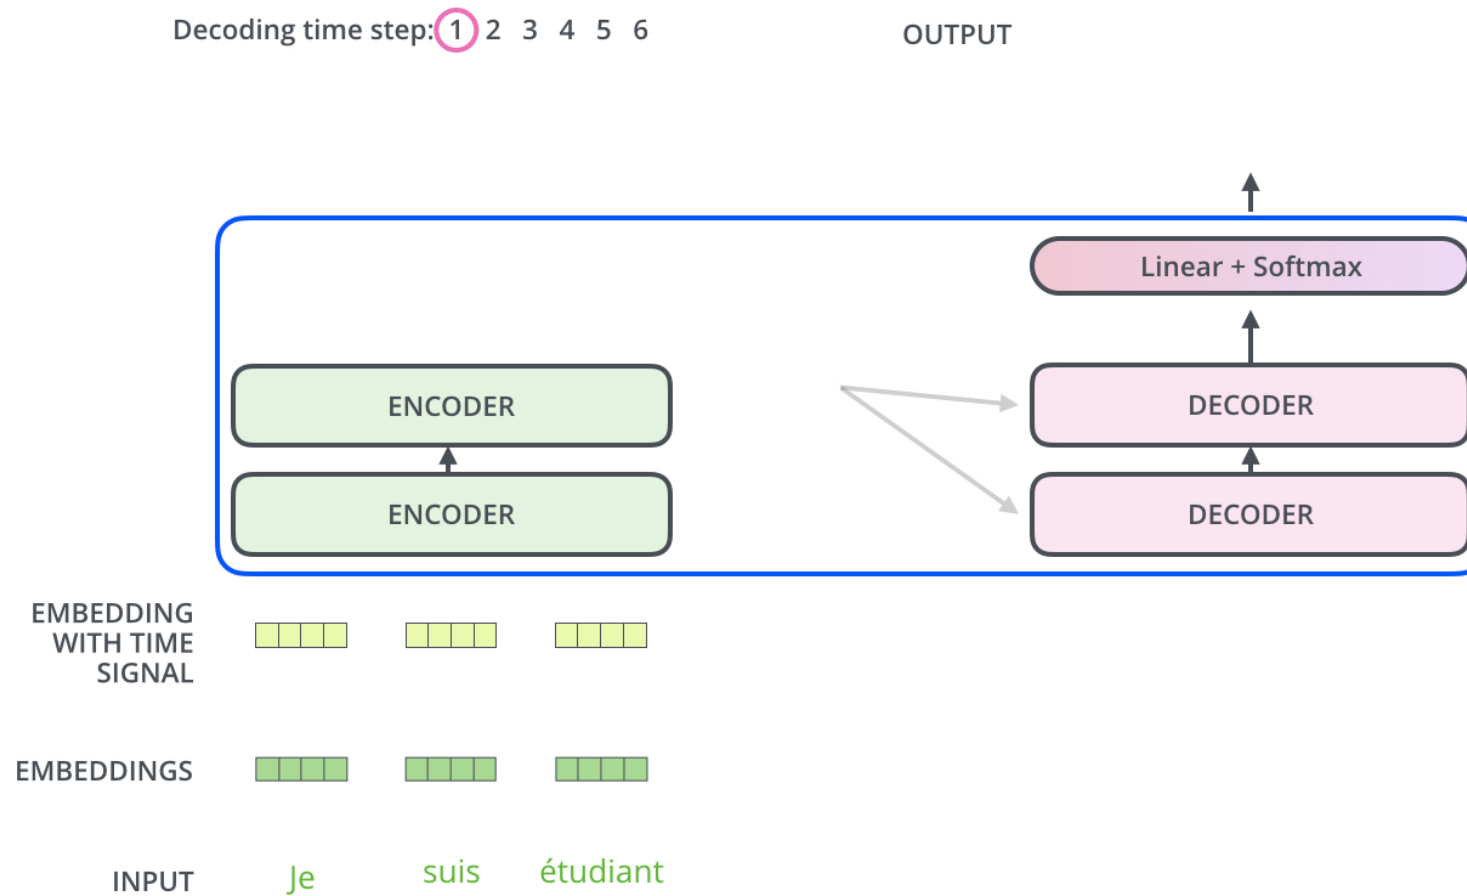 Decoding time step: 1 2 3 4 5 6
OUTPUT
Linear + Softmax
ENCODER
DECODER
ENCODER
DECODER
EMBEDDING
WITH TIME
SIGNAL
EMBEDDINGS
INPUT
Je suis étudiant